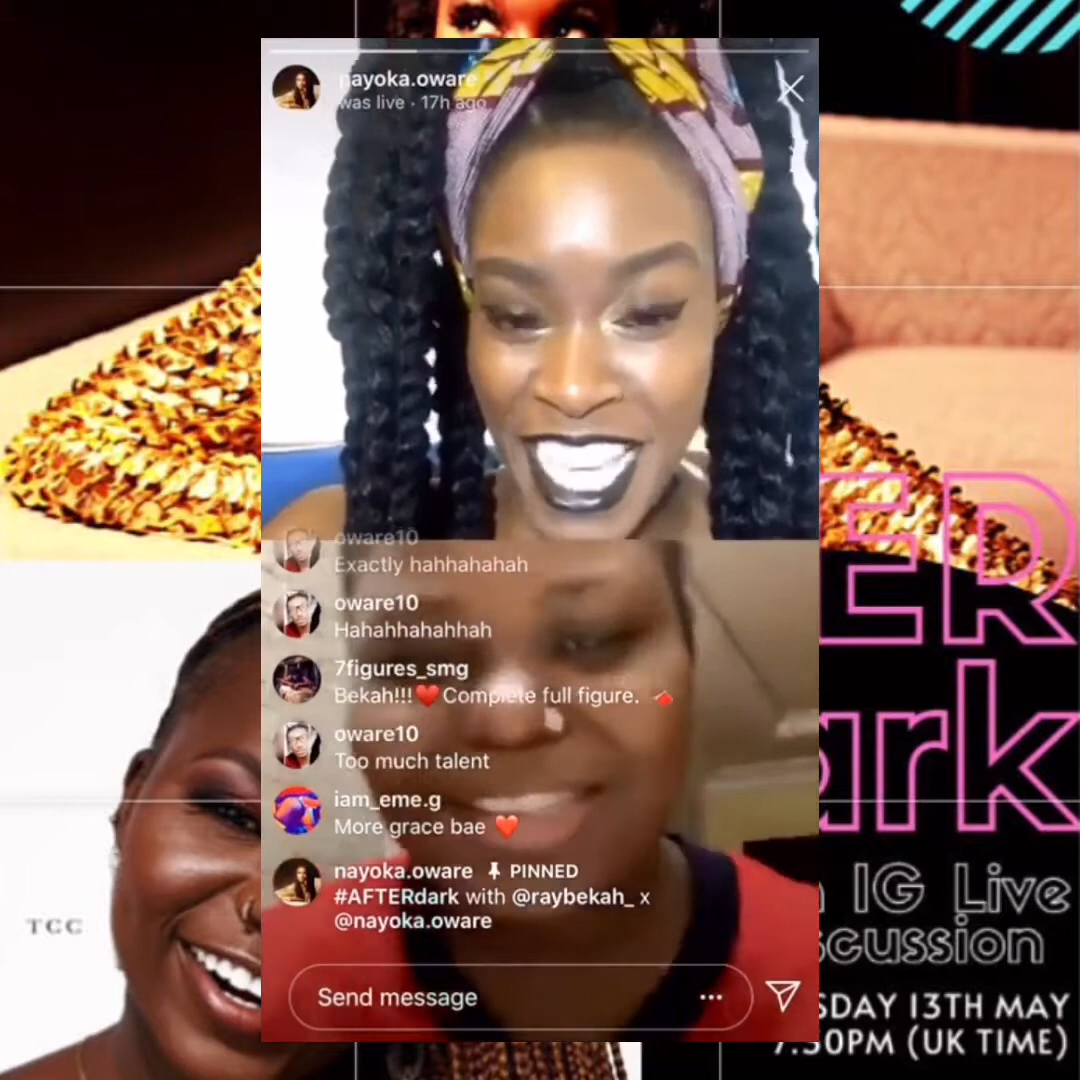 nayoka.oware
was live · 17h ago
oware10
Exactly hahhahahah
oware10
Hahahhahahhah
7figures_smg
Bekah!!!❤️Complete full figure.
oware10
Too much talent
iam_eme.g
More grace bae ❤️
nayoka.oware PINNED
#AFTERdark with @raybekah_ x
@nayoka.oware
Send message
ER
ark
IG Live
scussion
SDAY 13TH MAY
7.30PM (UK TIME)
TCC